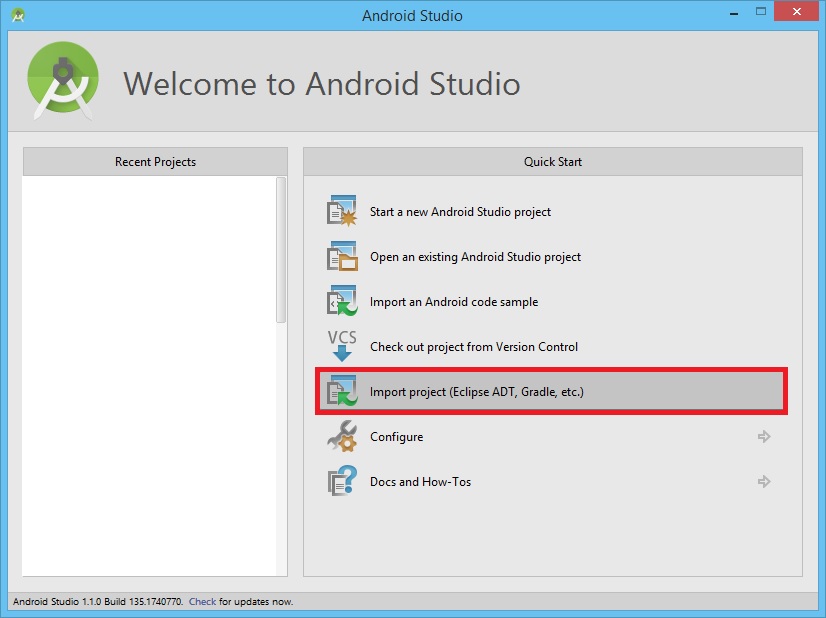 Android Studio
Welcome to Android Studio
Recent Projects
Quick Start
Start a new Android Studio project
Open an existing Android Studio project
Import an Android code sample
VCS
Check out project from Version Control
Import project (Eclipse ADT, Gradle, etc.)
Configure
Docs and How-Tos
Android Studio 1.1.0 Build 135.1740770. Check for updates now.